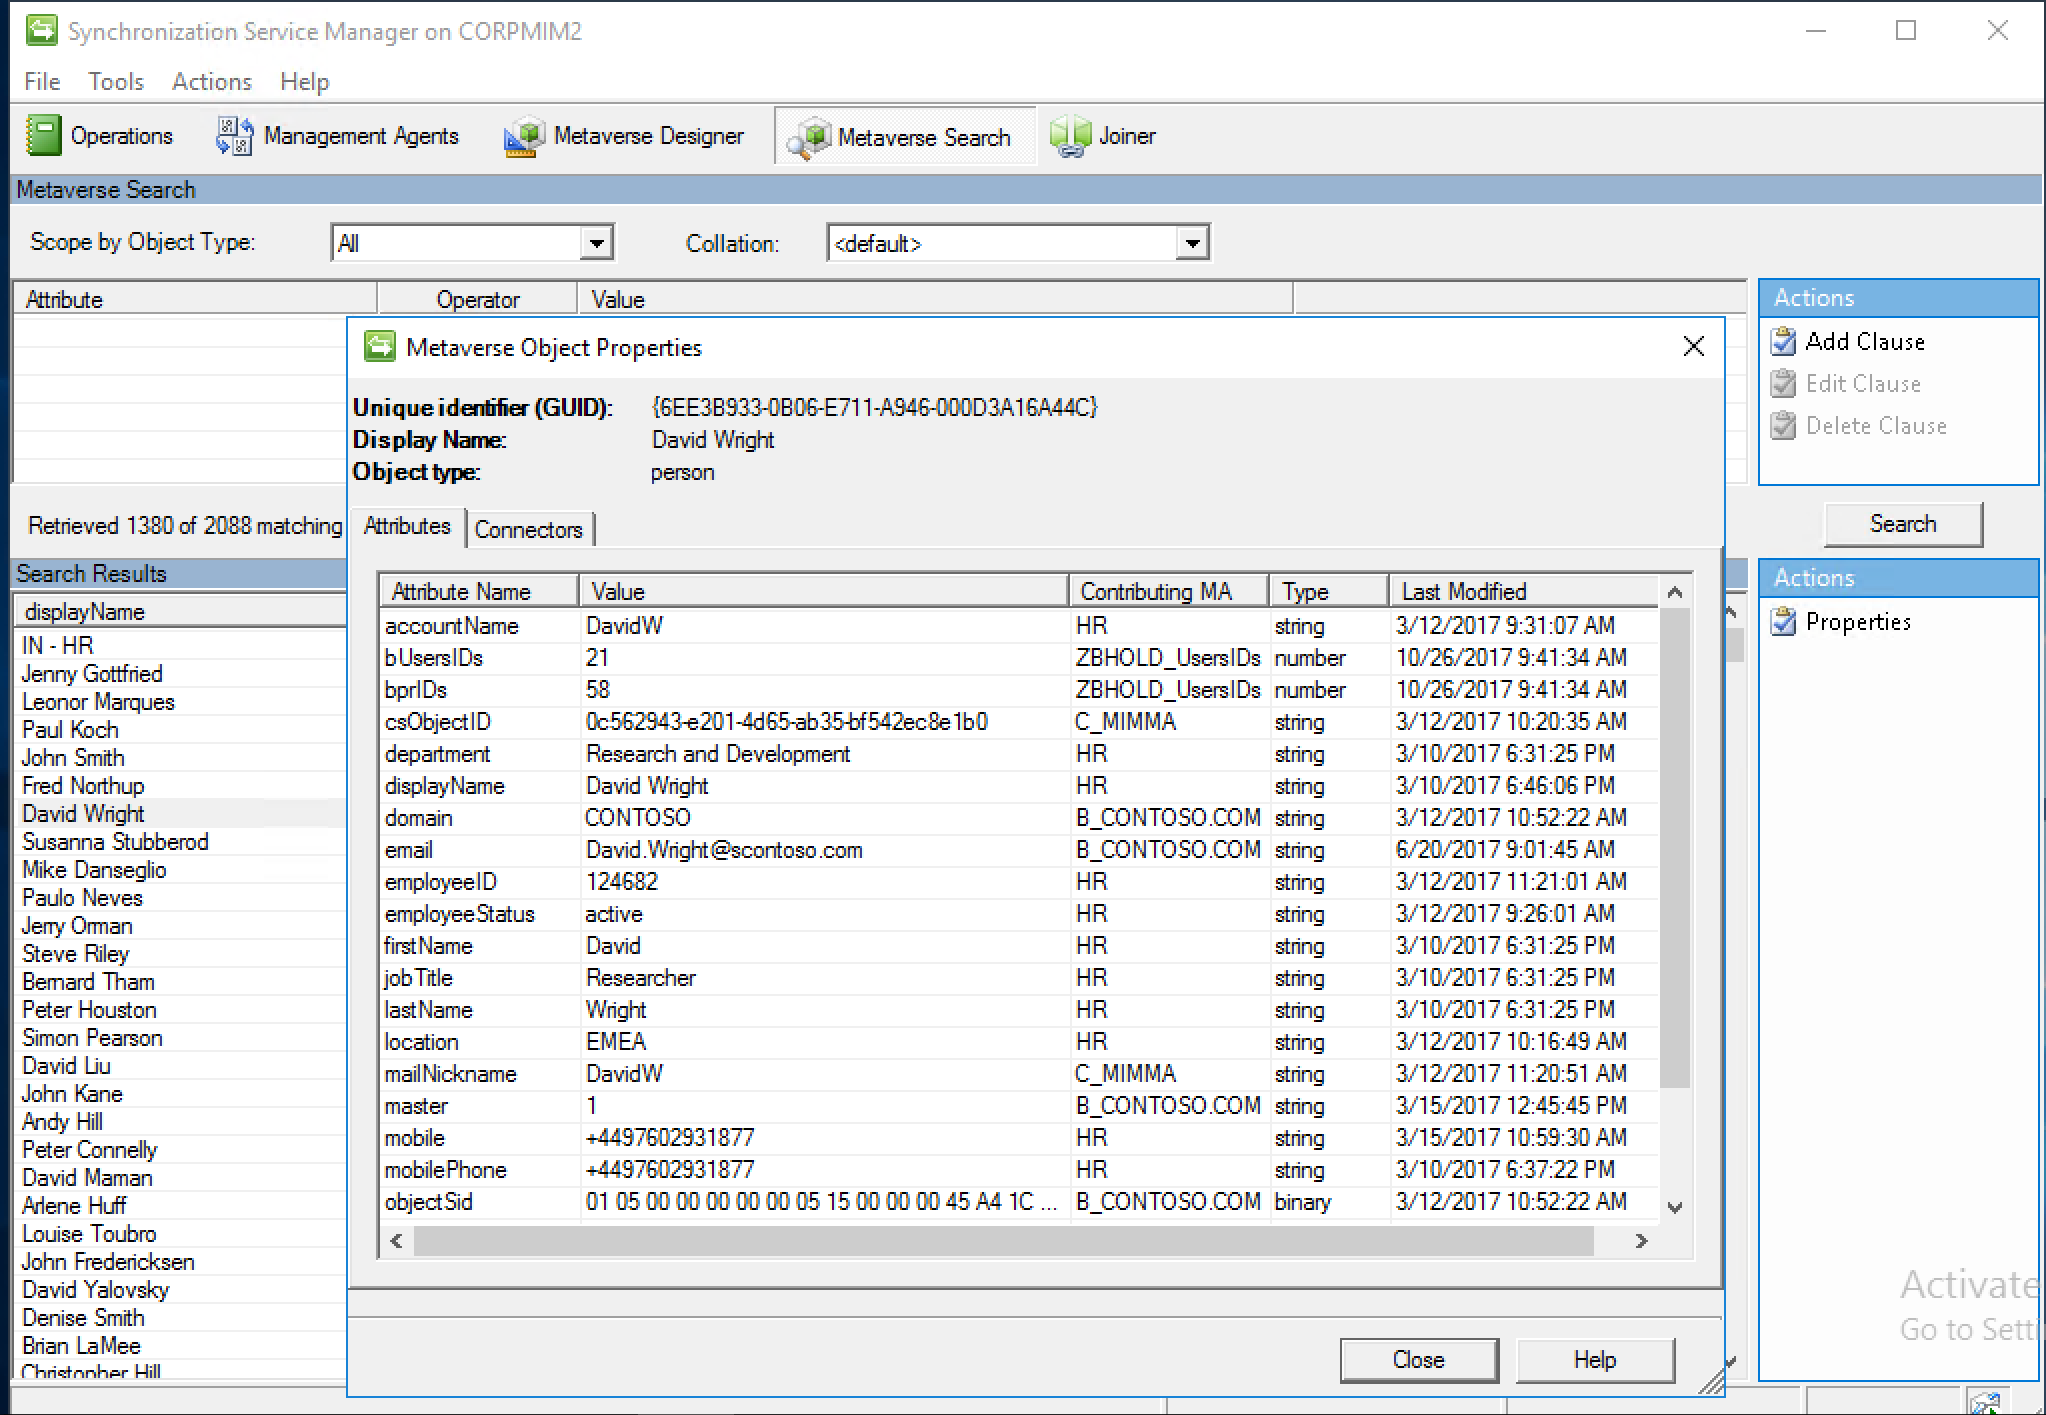 Synchronization Service Manager on CORPMIM2
File Tools Actions Help
Operations Management Agents Metaverse Designer Metaverse Search Joiner
Metaverse Search
Scope by Object Type: All Collation: <default>
Attribute Operator Value
Actions
Add Clause
Edit Clause
Delete Clause
Metaverse Object Properties
Unique identifier (GUID): {6EE3B933-0B06-E711-A946-000D3A16A44C}
Display Name: David Wright
Object type: person
Retrieved 1380 of 2088 matching
Search
Attributes Connectors
Search Results
Actions
Properties
displayName
IN - HR
Jenny Gottfried
Leonor Marques
Paul Koch
John Smith
Fred Northup
David Wright
Susanna Stubberod
Mike Danseglio
Paulo Neves
Jerry Orman
Steve Riley
Bernard Tham
Peter Houston
Simon Pearson
David Liu
John Kane
Andy Hill
Peter Connelly
David Maman
Arlene Huff
Louise Toubro
John Fredericksen
David Yalovsky
Denise Smith
Brian LaMee
Christopher Hill
Attribute Name Value Contributing MA Type Last Modified
accountName DavidW HR string 3/12/2017 9:31:07 AM
bUsersIDs 21 ZBHOLD_UsersIDs number 10/26/2017 9:41:34 AM
bprIDs 58 ZBHOLD_UsersIDs number 10/26/2017 9:41:34 AM
csObjectID 0c562943-e201-4d65-ab35-bf542ec8e1b0 C_MIMMA string 3/12/2017 10:20:35 AM
department Research and Development HR string 3/10/2017 6:31:25 PM
displayName David Wright HR string 3/10/2017 6:46:06 PM
domain CONTOSO B_CONTOSO.COM string 3/12/2017 10:52:22 AM
email David.Wright@scontoso.com B_CONTOSO.COM string 6/20/2017 9:01:45 AM
employeeID 124682 HR string 3/12/2017 11:21:01 AM
employeeStatus active HR string 3/12/2017 9:26:01 AM
firstName David HR string 3/10/2017 6:31:25 PM
jobTitle Researcher HR string 3/10/2017 6:31:25 PM
lastName Wright HR string 3/10/2017 6:31:25 PM
location EMEA HR string 3/12/2017 10:16:49 AM
mailNickname DavidW C_MIMMA string 3/12/2017 11:20:51 AM
master 1 B_CONTOSO.COM string 3/15/2017 12:45:45 PM
mobile +4497602931877 HR string 3/15/2017 10:59:30 AM
mobilePhone +4497602931877 HR string 3/10/2017 6:37:22 PM
objectSid 01 05 00 00 00 00 00 05 15 00 00 00 45 A4 1C ... B_CONTOSO.COM binary 3/12/2017 10:52:22 AM
Close Help
Activate
Go to Setti